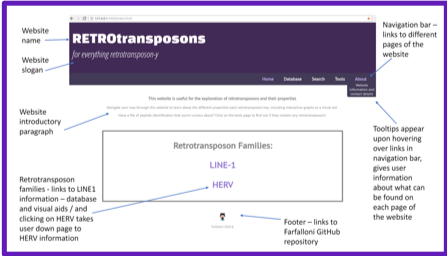 Website
name
Website
slogan
Website
introductory
paragraph
Retrotransposon
families - links to LINE1
information – database
and visual aids / and
clicking on HERV takes
user down page to
HERV information
RETROtransposons
for everything retrotransposon-y
Home Database Search Tools About
Website
information and
contact details
This website is useful for the exploration of retrotransposons and their properties
Retrotransposon Families:
LINE-1
HERV
Footer – links to
Farfalloni GitHub
repository
Navigation bar –
links to different
pages of the
website
Tooltips appear
upon hovering
over links in
navigation bar,
gives user
information
about what can
be found on
each page of
the website